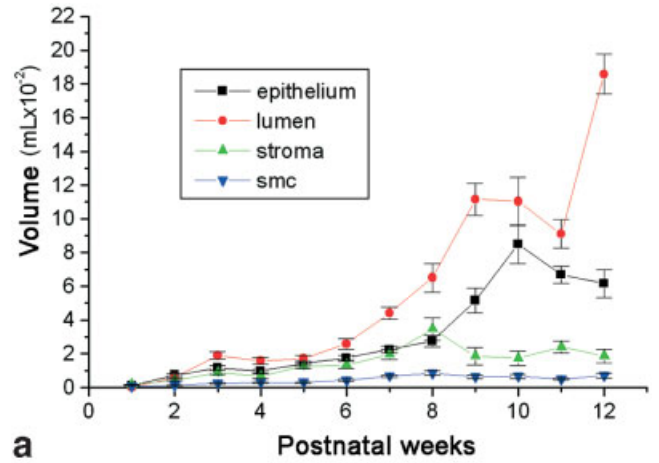 22
20
18
16
14
12
10
8
6
4
2
0
Volume (mLx10⁻²)
epithelium
lumen
stroma
smc
0 2 4 6 8 10 12
a
Postnatal weeks